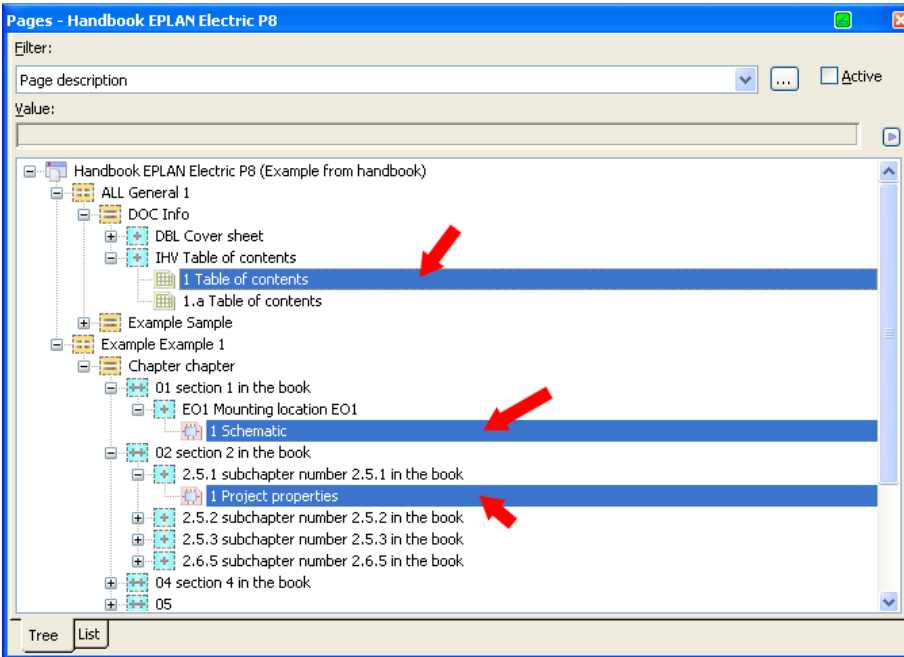 Pages - Handbook EPLAN Electric P8
Filter:
Page description
...
Active
Value:
Handbook EPLAN Electric P8 (Example from handbook)
ALL General 1
DOC Info
DBL Cover sheet
IHV Table of contents
1 Table of contents
1.a Table of contents
Example Sample
Example Example 1
Chapter chapter
01 section 1 in the book
EO1 Mounting location EO1
1 Schematic
02 section 2 in the book
2.5.1 subchapter number 2.5.1 in the book
1 Project properties
2.5.2 subchapter number 2.5.2 in the book
2.5.3 subchapter number 2.5.3 in the book
2.6.5 subchapter number 2.6.5 in the book
04 section 4 in the book
05
Tree List